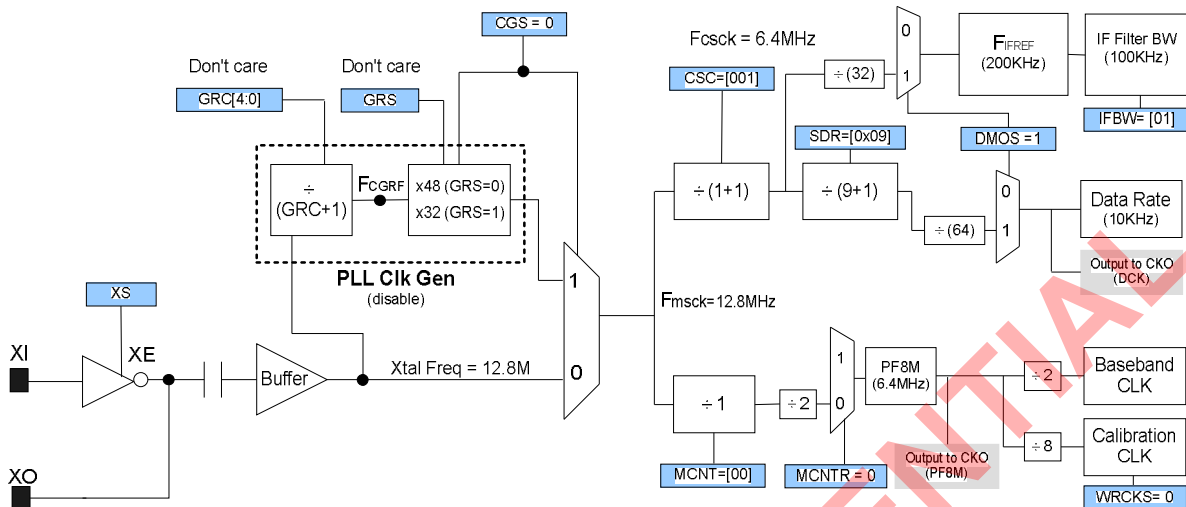 CGS = 0
Don't care
GRC[4:0]
Don't care
GRS
÷
(GRC+1)
FCGRF
x48 (GRS=0)
x32 (GRS=1)
PLL Clk Gen
(disable)
XS
XI
XE
XO
Buffer
Xtal Freq = 12.8M
1
0
Fmsck=12.8MHz
Fcsck = 6.4MHz
CSC=[001]
÷ (1+1)
SDR=[0x09]
÷ (9+1)
÷ (32)
0
1
FIFREF
(200KHz)
IF Filter BW
(100KHz)
IFBW= [01]
DMOS =1
÷(64)
0
1
Data Rate
(10KHz)
Output to CKO
(DCK)
÷ 1
MCNT=[00]
÷2
1
0
MCNTR = 0
PF8M
(6.4MHz)
Output to CKO
(PF8M)
÷2
Baseband
CLK
÷8
Calibration
CLK
WRCKS= 0
ENTIAL